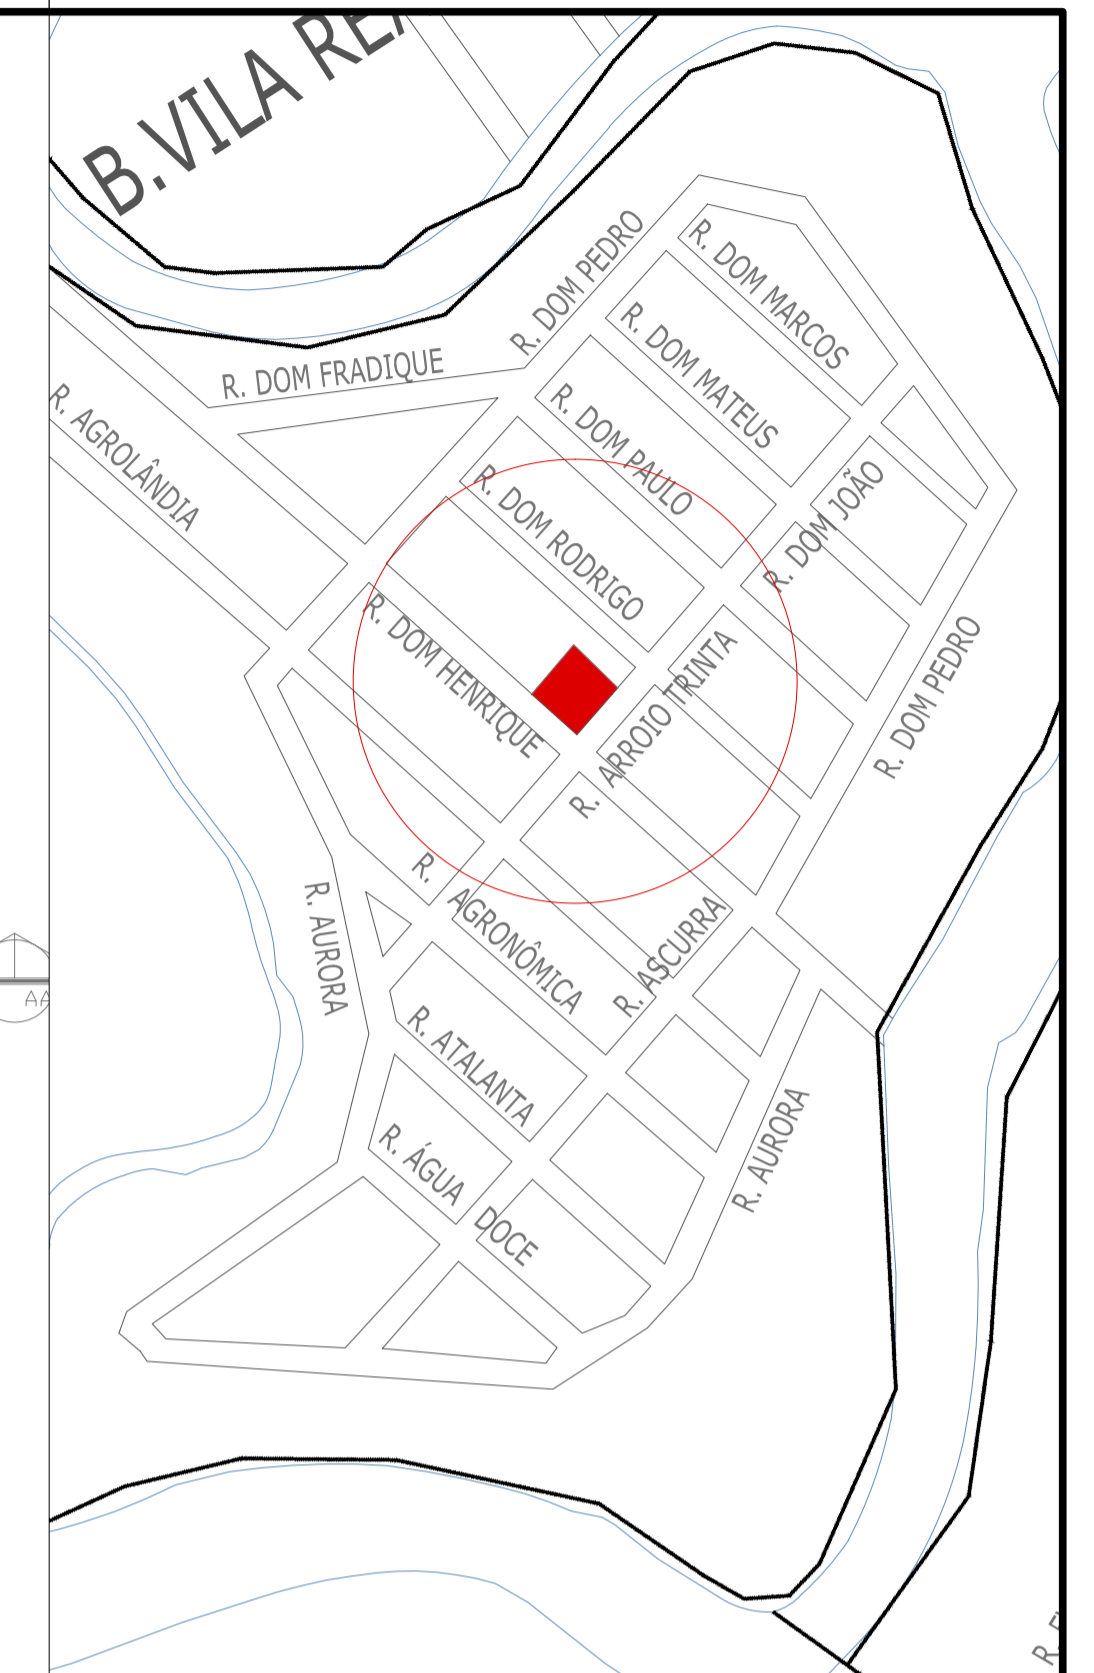 B.VILA REA
R. DOM PEDRO
R. DOM MARCOS
R. DOM FRADIQUE
R. DOM MATEUS
R. AGROLÂNDIA
R. DOM PAULO
R. DOM RODRIGO
R. DOM JOÃO
R. DOM HENRIQUE
R. ARROIO TRINTA
R. DOM PEDRO
R. AURORA
R. AGRONÔMICA
R. ASCURRA
AA
R. ATALANTA
R. AURORA
R. ÁGUA DOCE